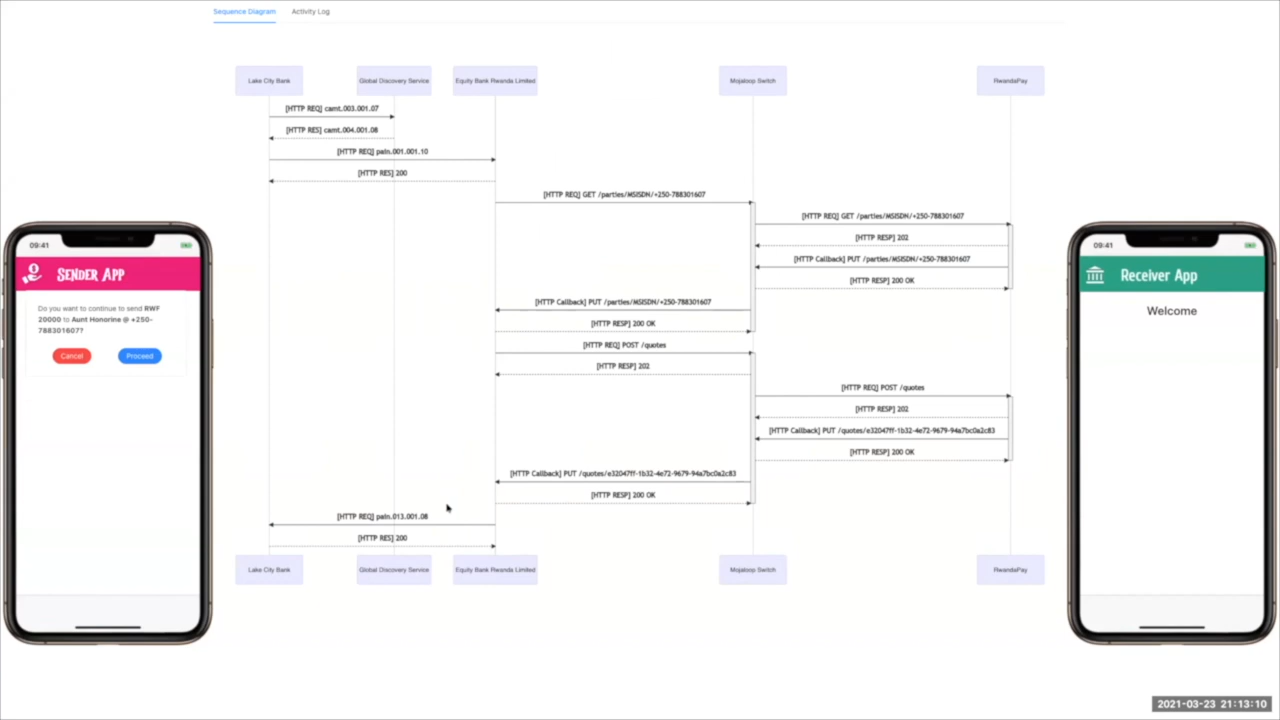 Sequence Diagram
Activity Log
Lake City Bank
Global Discovery Service
Equity Bank Rwanda Limited
Mojaloop Switch
RwandaPay
[HTTP REQ] camt.003.001.07
[HTTP RES] camt.004.001.08
[HTTP REQ] pain.001.001.10
[HTTP RES] 200
[HTTP REQ] GET /parties/MSISDN/+250-788301607
[HTTP REQ] GET /parties/MSISDN/+250-788301607
[HTTP RESP] 202
[HTTP Callback] PUT /parties/MSISDN/+250-788301607
[HTTP RESP] 200 OK
[HTTP Callback] PUT /parties/MSISDN/+250-788301607
[HTTP RESP] 200 OK
[HTTP REQ] POST /quotes
[HTTP RESP] 202
[HTTP REQ] POST /quotes
[HTTP RESP] 202
[HTTP Callback] PUT /quotes/e32047ff-1b32-4e72-9679-94a7bc0a2c83
[HTTP RESP] 200 OK
[HTTP Callback] PUT /quotes/e32047ff-1b32-4e72-9679-94a7bc0a2c83
[HTTP RESP] 200 OK
[HTTP REQ] pain.013.001.08
[HTTP RES] 200
Lake City Bank
Global Discovery Service
Equity Bank Rwanda Limited
Mojaloop Switch
RwandaPay
09:41
SENDER APP
Do you want to continue to send RWF
20000 to Aunt Honorine @ +250-
788301607?
Cancel
Proceed
09:41
Receiver App
Welcome
2021-03-23 21:13:10